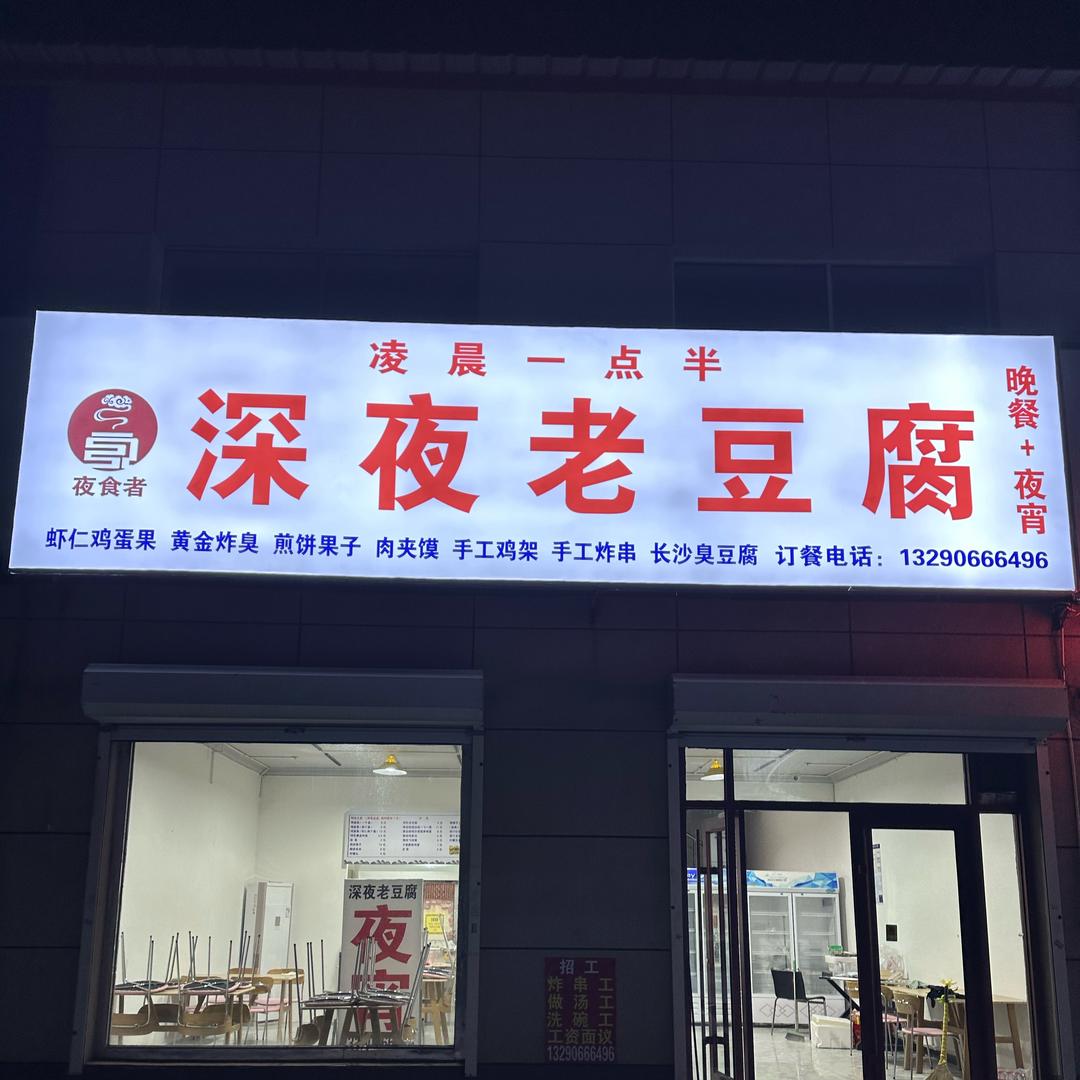 凌晨一点半
深夜老豆腐
夜食者
晚餐+夜宵
虾仁鸡蛋果 黄金炸臭 煎饼果子 肉夹馍 手工鸡架 手工炸串 长沙臭豆腐 订餐电话：13290666496
深夜老豆腐
夜宵
招工
炸串工
做汤工
洗碗工
工资面议
13290666496